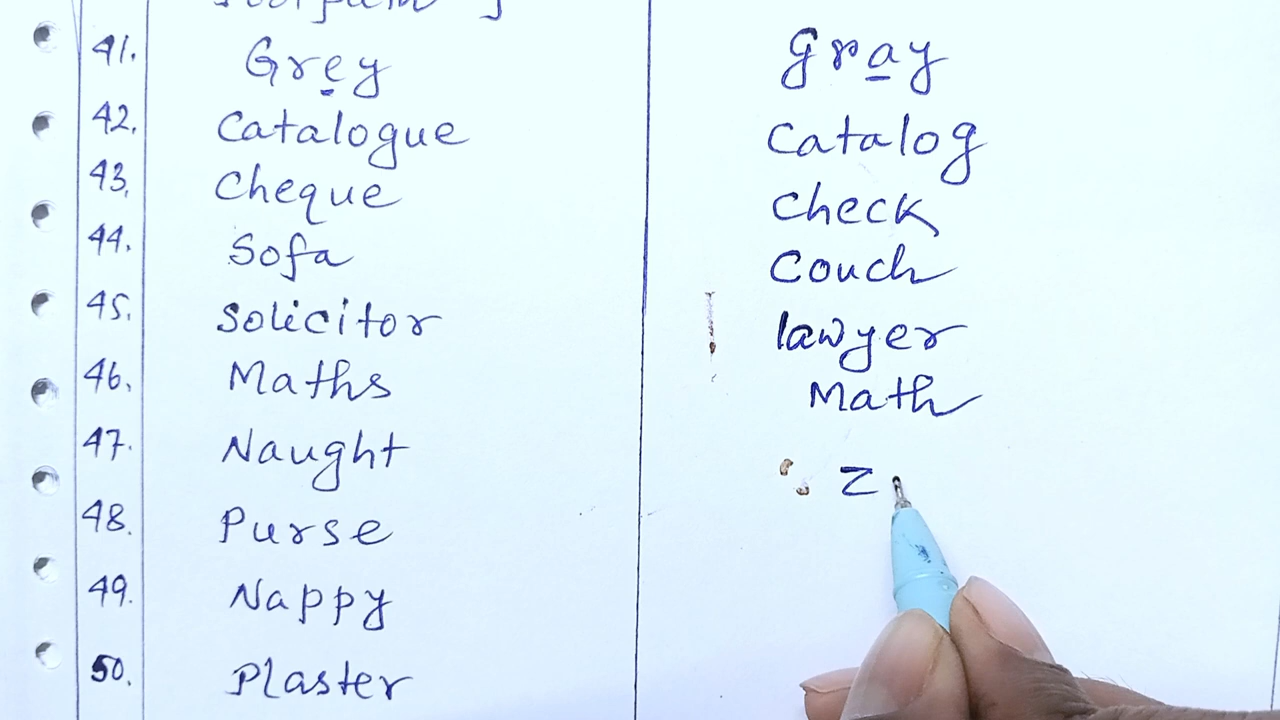 41. Grey gray
42. Catalogue Catalog
43. Cheque Check
44. Sofa Couch
45. Solicitor lawyer
46. Maths Math
47. Naught Z
48. Purse
49. Nappy
50. Plaster